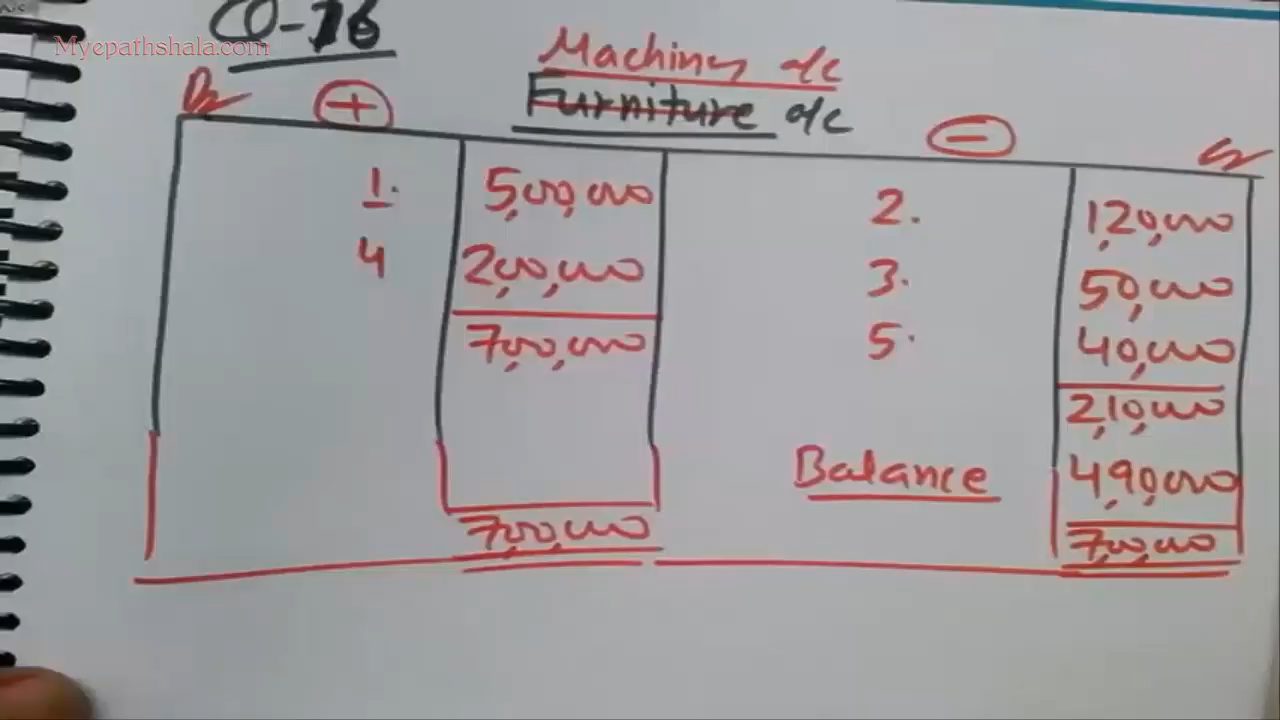 Q-16
Myepathshala.com
Machinery a/c
Furniture a/c
Dr + - Cr
1. 5,00,000 2. 1,20,000
4 2,00,000 3. 50,000
7,00,000 5. 40,000
2,10,000
Balance 4,90,000
7,00,000 7,00,000